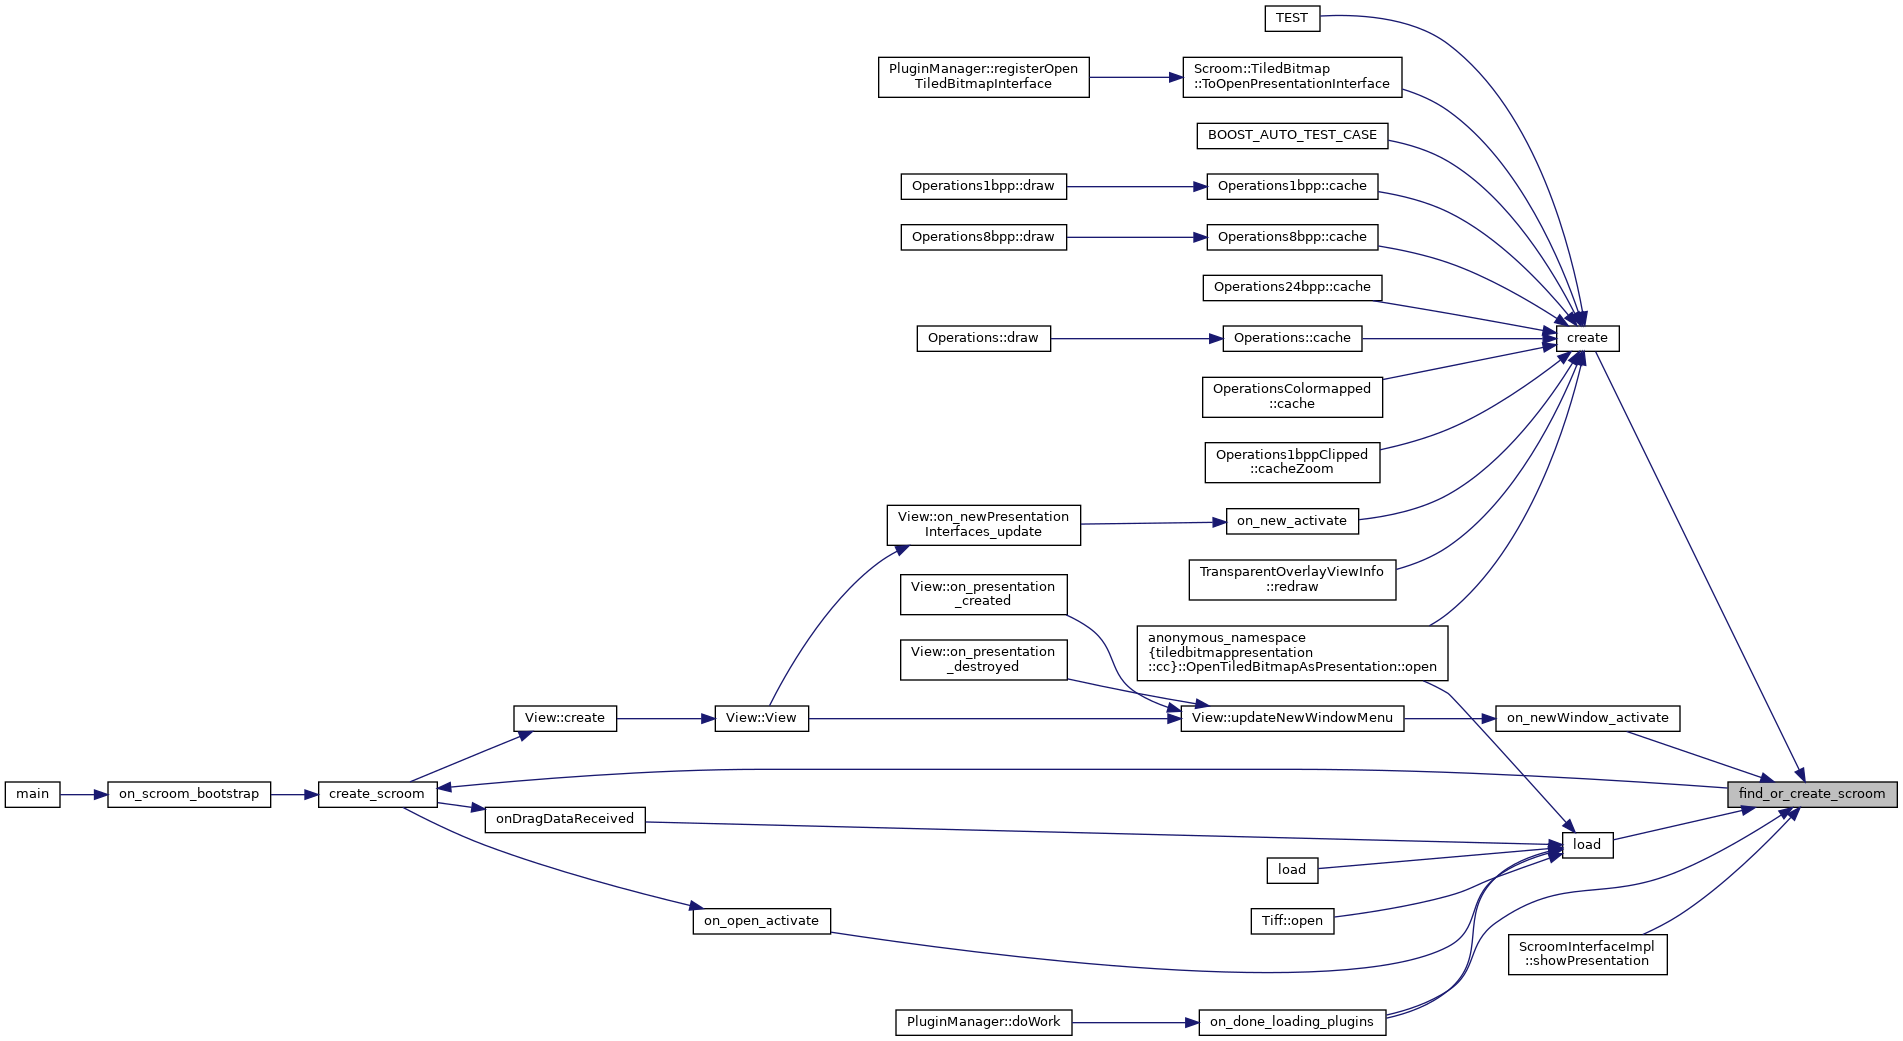 TEST
PluginManager::registerOpen
TiledBitmapInterface
Scroom::TiledBitmap
::ToOpenPresentationInterface
BOOST_AUTO_TEST_CASE
Operations1bpp::draw
Operations1bpp::cache
Operations8bpp::draw
Operations8bpp::cache
Operations24bpp::cache
Operations::draw
Operations::cache
create
OperationsColormapped
::cache
Operations1bppClipped
::cacheZoom
View::on_newPresentation
Interfaces_update
on_new_activate
TransparentOverlayViewInfo
::redraw
View::on_presentation
_created
anonymous_namespace
{tiledbitmappresentation
::cc}::OpenTiledBitmapAsPresentation::open
View::on_presentation
_destroyed
View::create
View::View
View::updateNewWindowMenu
on_newWindow_activate
main
on_scroom_bootstrap
create_scroom
find_or_create_scroom
onDragDataReceived
load
load
on_open_activate
Tiff::open
ScroomInterfaceImpl
::showPresentation
PluginManager::doWork
on_done_loading_plugins